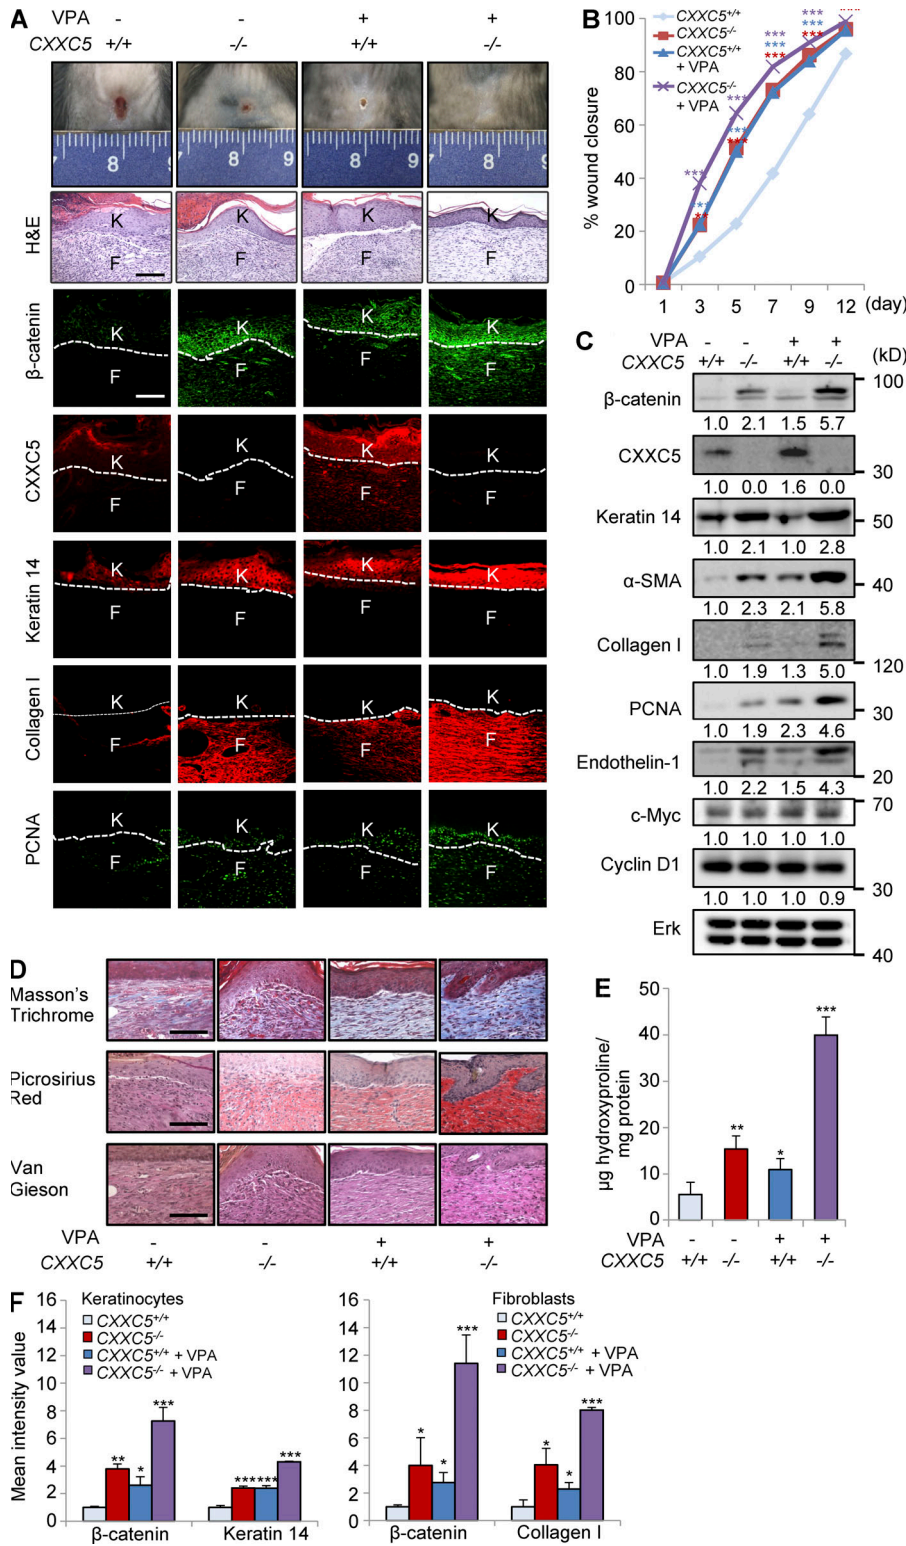 A
VPA - - + +
CXXC5 +/+ -/- +/+ -/-
7 8 9
7 8 9
7 8 9
7 8 9
H&E
K K K K
F F F F
β-catenin
K K K K
F F F F
CXXC5
K K K K
F F F F
Keratin 14
K K K K
F F F F
Collagen I
K K K K
F F F F
PCNA
K K K K
F F F F
B
CXXC5+/+
CXXC5-/-
CXXC5+/+
+ VPA
CXXC5-/-
+ VPA
% wound closure
100
80
60
40
20
0
1 3 5 7 9 12 (day)
C
VPA - - + +
CXXC5 +/+ -/- +/+ -/- (kD)
β-catenin 100
1.0 2.1 1.5 5.7
CXXC5 30
1.0 0.0 1.6 0.0
Keratin 14 50
1.0 2.1 1.0 2.8
α-SMA 40
1.0 2.3 2.1 5.8
Collagen I 120
1.0 1.9 1.3 5.0
PCNA 30
1.0 1.9 2.3 4.6
Endothelin-1 20
1.0 2.2 1.5 4.3
c-Myc 70
1.0 1.0 1.0 1.0
Cyclin D1 30
1.0 1.0 1.0 0.9
Erk 40
D
Masson's
Trichrome
Picrosirius
Red
Van
Gieson
VPA - - + +
CXXC5 +/+ -/- +/+ -/-
E
µg hydroxyproline/
mg protein
50
40
30
20
10
0
** * ***
VPA - - + +
CXXC5 +/+ -/- +/+ -/-
F
Mean intensity value
16
14
12
10
8
6
4
2
0
Keratinocytes
CXXC5+/+
CXXC5-/-
CXXC5+/+ + VPA
CXXC5-/- + VPA
** * *** *** *** ***
β-catenin Keratin 14
16
14
12
10
8
6
4
2
0
Fibroblasts
CXXC5+/+
CXXC5-/-
CXXC5+/+ + VPA
CXXC5-/- + VPA
* * *** * * ***
β-catenin Collagen I